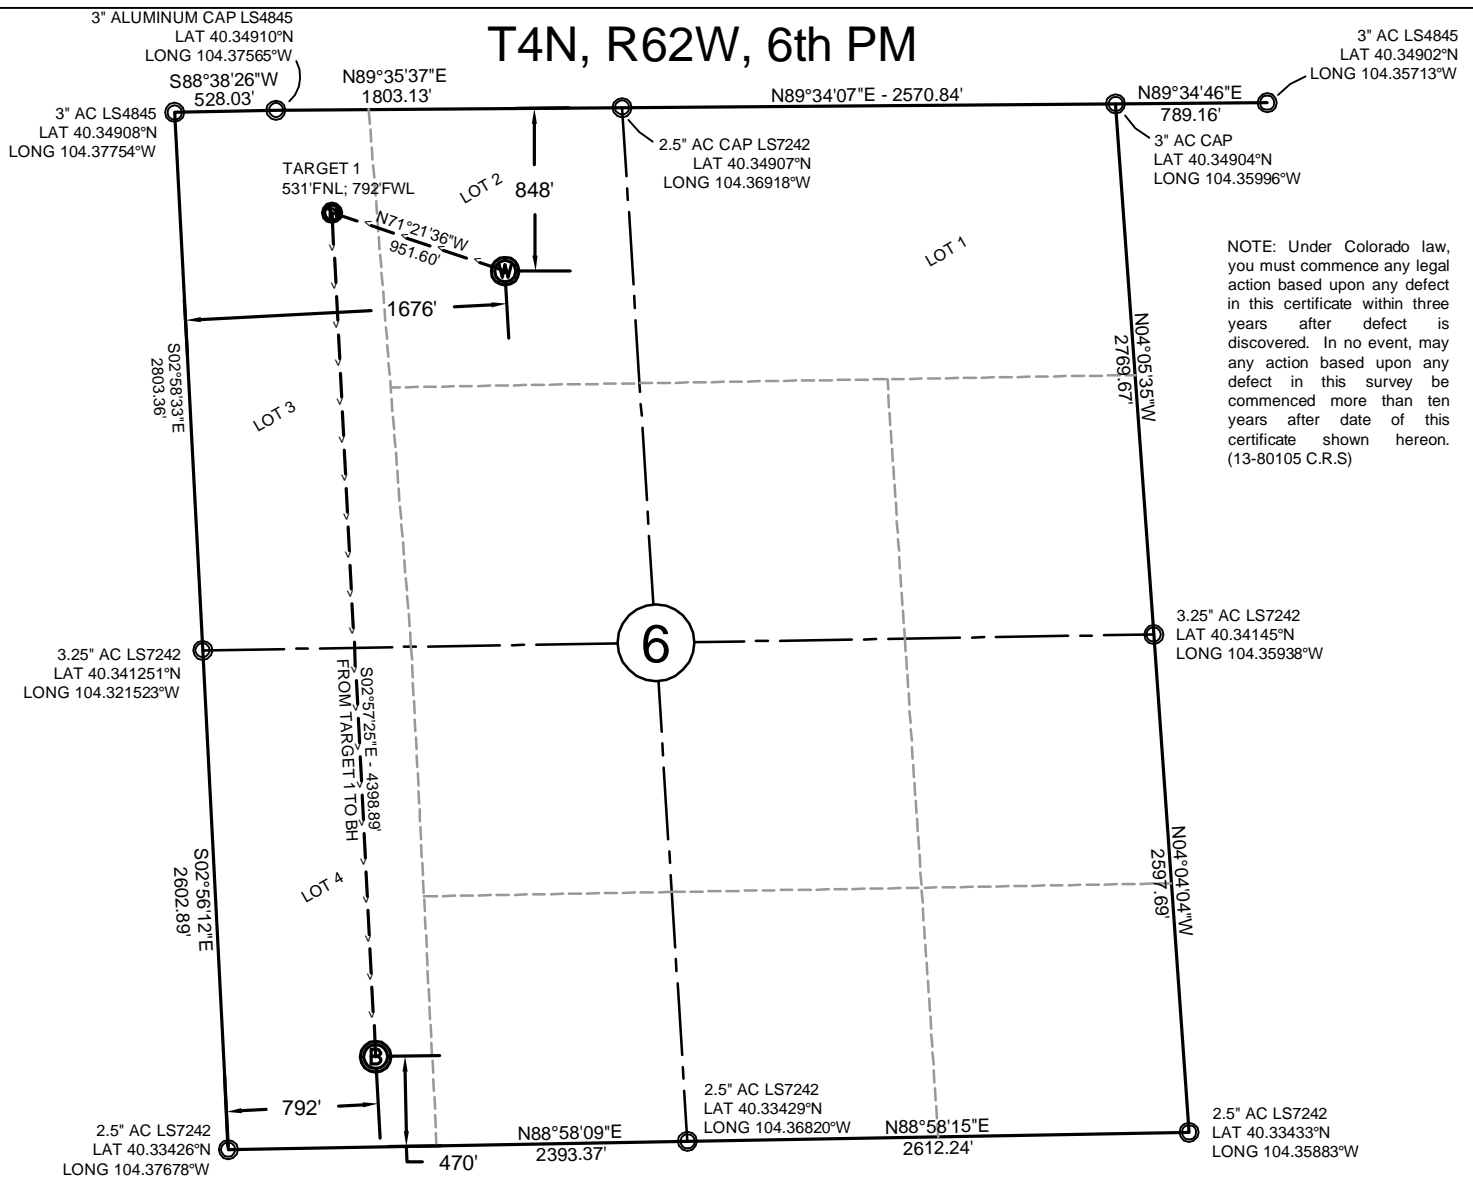 T4N, R62W, 6th PM
3" ALUMINUM CAP LS4845
LAT 40.34910°N
LONG 104.37565°W
S88°38'26"W
528.03'
N89°35'37"E
1803.13'
N89°34'07"E - 2570.84'
N89°34'46"E
789.16'
3" AC LS4845
LAT 40.34902°N
LONG 104.35713°W
3" AC LS4845
LAT 40.34908°N
LONG 104.37754°W
2.5" AC CAP LS7242
LAT 40.34907°N
LONG 104.36918°W
3" AC CAP
LAT 40.34904°N
LONG 104.35996°W
TARGET 1
531'FNL; 792'FWL
LOT 2
848'
N71°21'36"W
951.60'
W
1676'
LOT 1
NOTE: Under Colorado law,
you must commence any legal
action based upon any defect
in this certificate within three
years after defect is
discovered. In no event, may
any action based upon any
defect in this survey be
commenced more than ten
years after date of this
certificate shown hereon.
(13-80105 C.R.S)
S02°58'33"E
2803.36'
N04°05'35"W
2769.67'
LOT 3
6
3.25" AC LS7242
LAT 40.341251°N
LONG 104.321523°W
3.25" AC LS7242
LAT 40.34145°N
LONG 104.35938°W
S02°57'25"E - 4398.89'
FROM TARGET 1 TO BH
S02°56'12"E
2602.89'
N04°04'04"W
2597.69'
LOT 4
B
792'
470'
2.5" AC LS7242
LAT 40.33426°N
LONG 104.37678°W
N88°58'09"E
2393.37'
2.5" AC LS7242
LAT 40.33429°N
LONG 104.36820°W
N88°58'15"E
2612.24'
2.5" AC LS7242
LAT 40.33433°N
LONG 104.35883°W